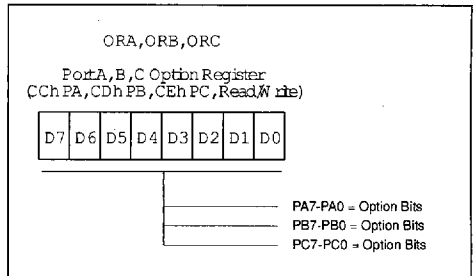 ORA,ORB,ORC
Port A, B, C Option Register
(CCh PA, CDh PB, CEh PC, Read/Write)
D7 D6 D5 D4 D3 D2 D1 D0
PA7-PA0 = Option Bits
PB7-PB0 = Option Bits
PC7-PC0 = Option Bits